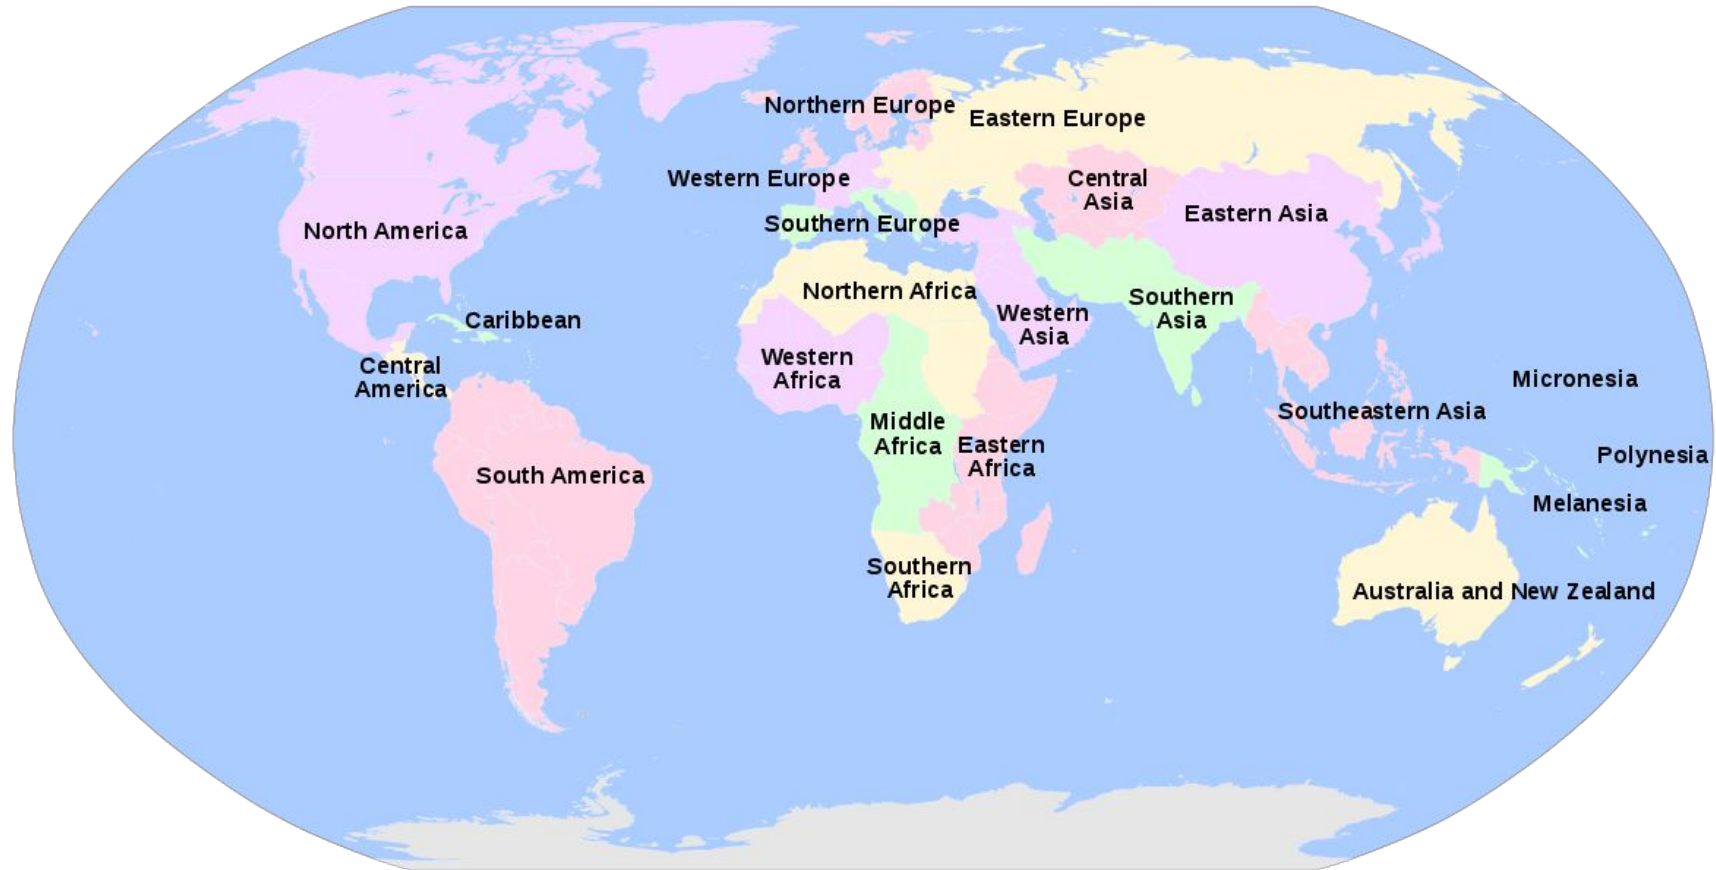 Northern Europe
Eastern Europe
Western Europe
Central
Asia
Eastern Asia
North America
Southern Europe
Northern Africa
Southern
Asia
Western
Asia
Caribbean
Western
Africa
Central
America
Micronesia
Southeastern Asia
Middle
Africa
Eastern
Africa
Polynesia
South America
Melanesia
Southern
Africa
Australia and New Zealand